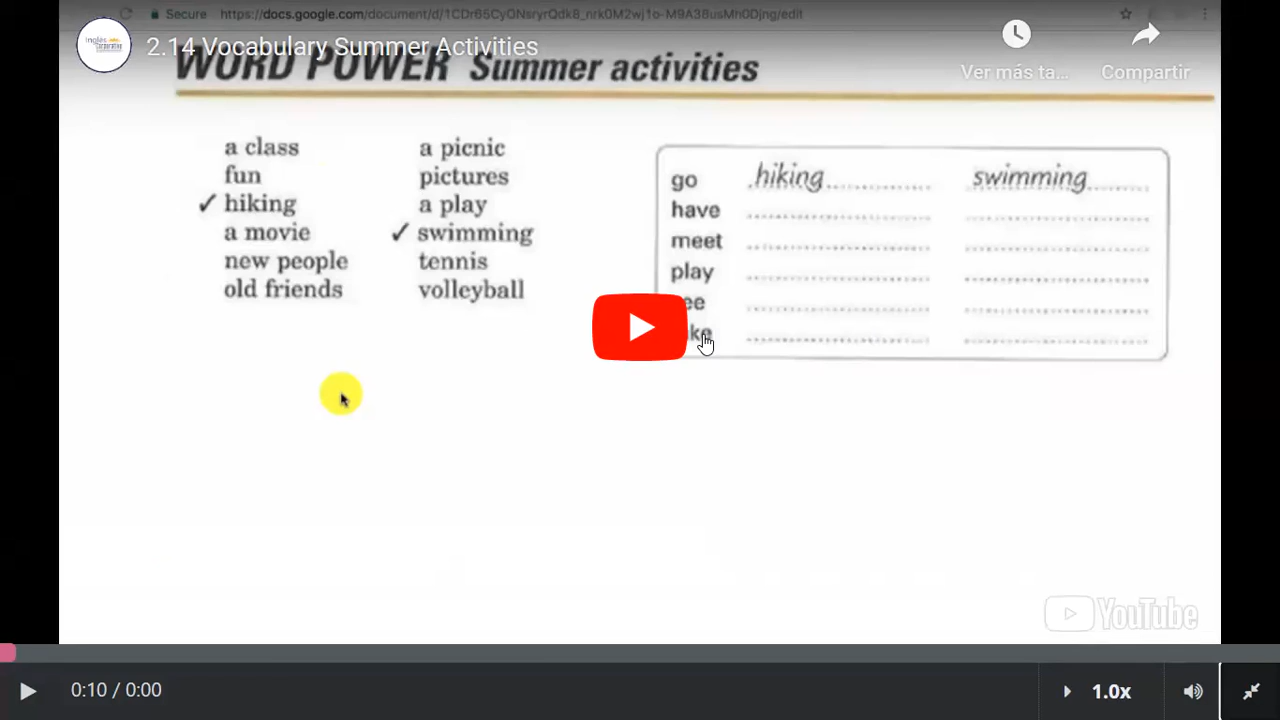 Secure https://docs.google.com/document/d/1CDr65CyQNsryrQdk8_nrk0M2wj1o-M9A38usMh0Djng/edit
2.14 Vocabulary Summer Activities
Ver más ta...
Compartir
WORD POWER Summer activities
a class
fun
✓ hiking
a movie
new people
old friends
a picnic
pictures
a play
✓ swimming
tennis
volleyball
go hiking swimming
have
meet
play
YouTube
0:10 / 0:00
1.0x